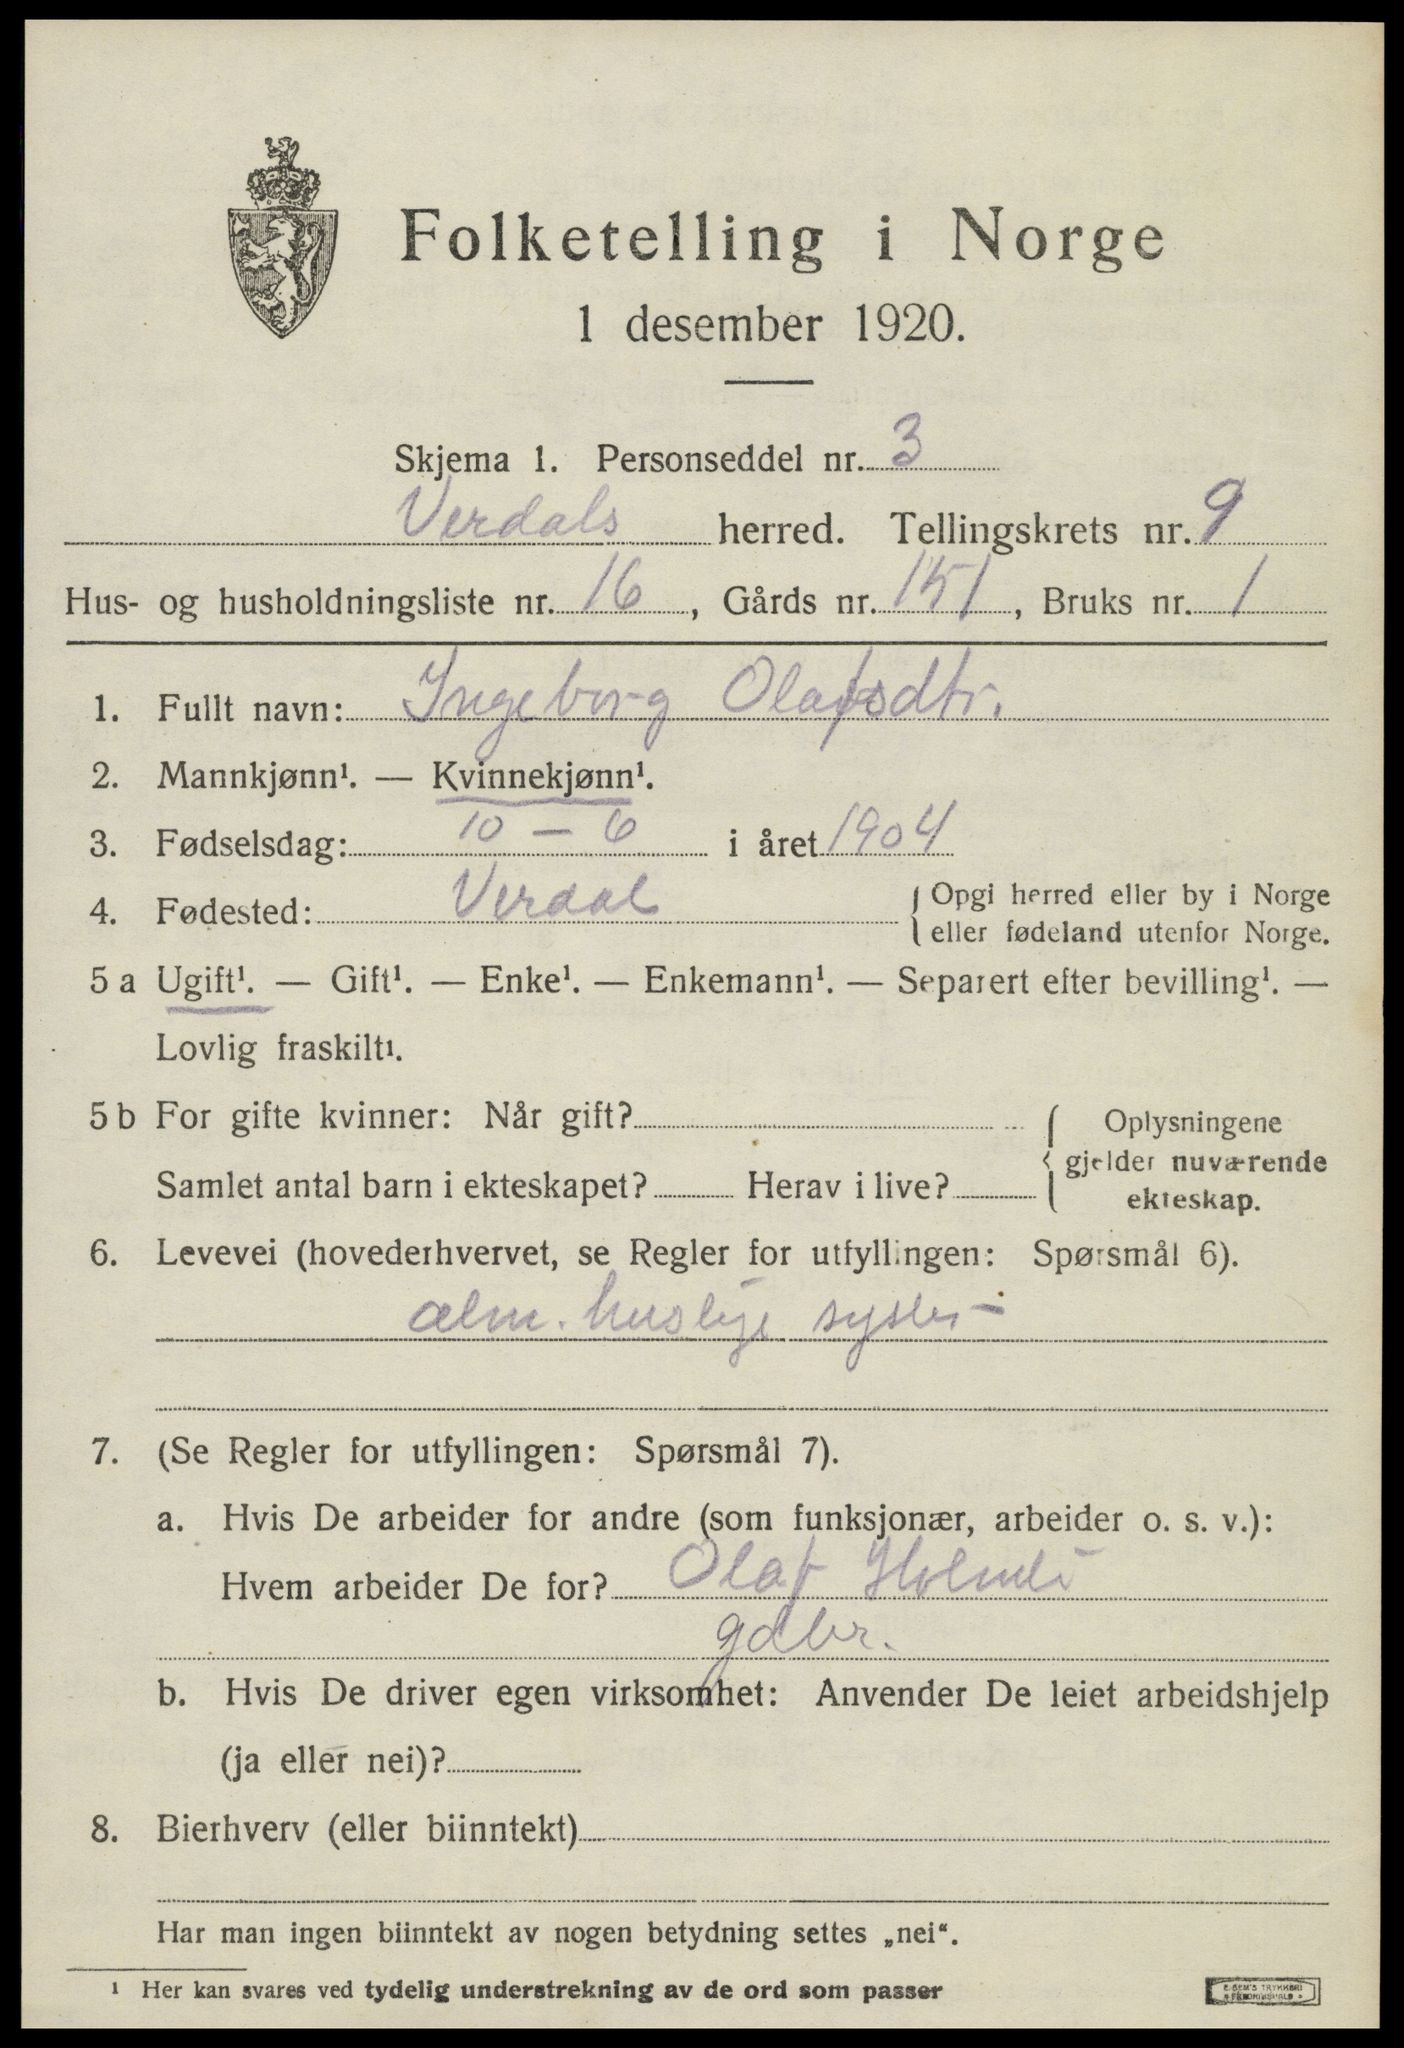 Folketelling i Norge
1 desember 1920.
Skjema 1. Personseddel nr. 3
Verdals herred. Tellingskrets nr. 9
Hus- og husholdningsliste nr. 16, Gårds nr. 151, Bruks nr. 1
1. Fullt navn: Ingeborg Olafsdtr.
2. Mannkjønn¹. — Kvinnekjønn¹.
3. Fødselsdag: 10 – 6 i året 1904
4. Fødested: Verdal { Opgi herred eller by i Norge
eller fødeland utenfor Norge.
5 a Ugift¹. — Gift¹. — Enke¹. — Enkemann¹. — Separert efter bevilling¹. —
Lovlig fraskilt¹.
5 b For gifte kvinner: Når gift? { Oplysningene
gjelder nuværende
Samlet antal barn i ekteskapet? Herav i live? ekteskap.
6. Levevei (hovederhvervet, se Regler for utfyllingen: Spørsmål 6).
alm. huslige sysler –
7. (Se Regler for utfyllingen: Spørsmål 7).
a. Hvis De arbeider for andre (som funksjonær, arbeider o. s. v.):
Hvem arbeider De for? Olaf Holmli
gdbr.
b. Hvis De driver egen virksomhet: Anvender De leiet arbeidshjelp
(ja eller nei)?
8. Bierhverv (eller biinntekt)
Har man ingen biinntekt av nogen betydning settes „nei“.
¹ Her kan svares ved tydelig understrekning av de ord som passer